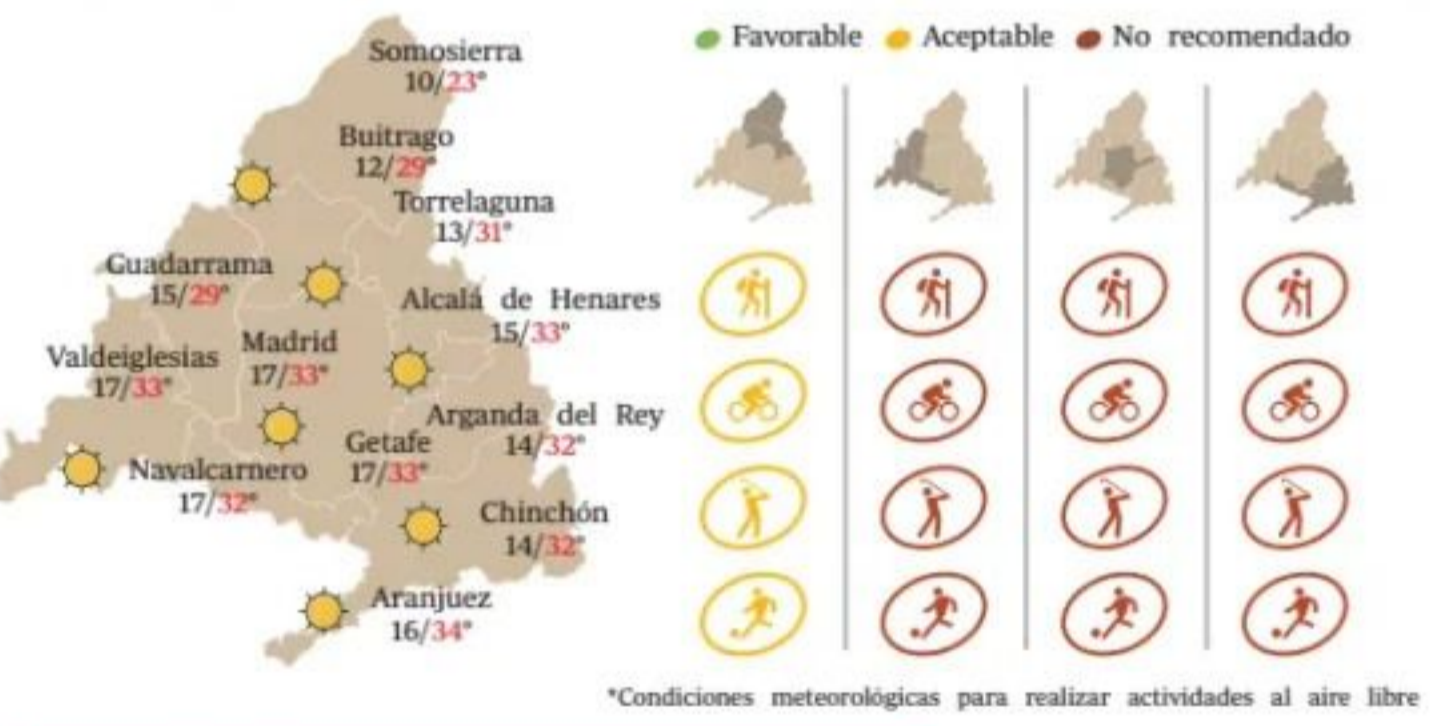 Somosierra
10/23°
Buitrago
12/29°
Torrelaguna
13/31°
Guadarrama
15/29°
Alcalá de Henares
15/33°
Madrid
17/33°
Valdeiglesias
17/33°
Arganda del Rey
14/32°
Getafe
17/33°
Navalcarnero
17/32°
Chinchón
14/32°
Aranjuez
16/34°
Favorable Aceptable No recomendado
*Condiciones meteorológicas para realizar actividades al aire libre